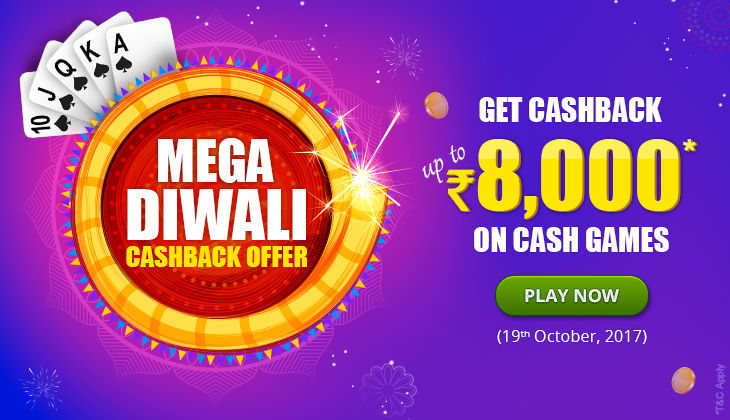 10
J
Q
K
A
MEGA
DIWALI
CASHBACK OFFER
GET CASHBACK
up to
₹8,000*
ON CASH GAMES
PLAY NOW
(19th October, 2017)
*T&C Apply